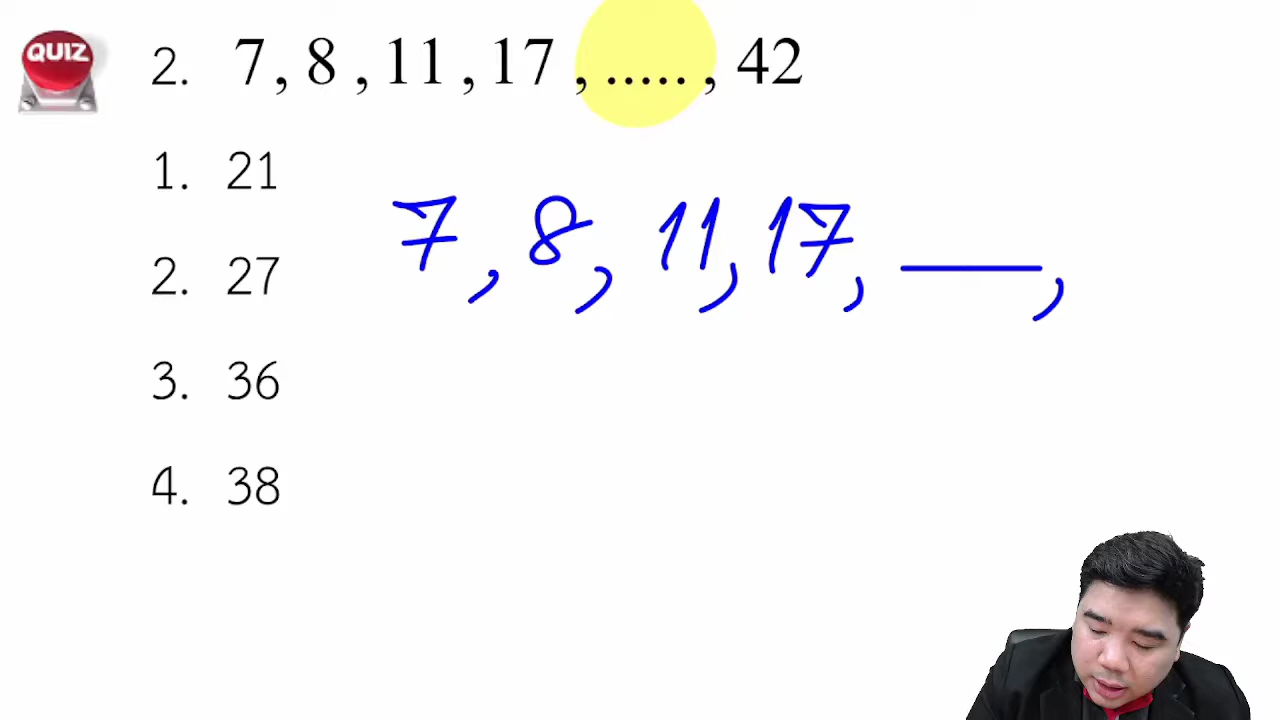 QUIZ
2. 7 , 8 , 11 , 17 , ..... , 42
1. 21
7 , 8 , 11 , 17 , ___ ,
2. 27
3. 36
4. 38